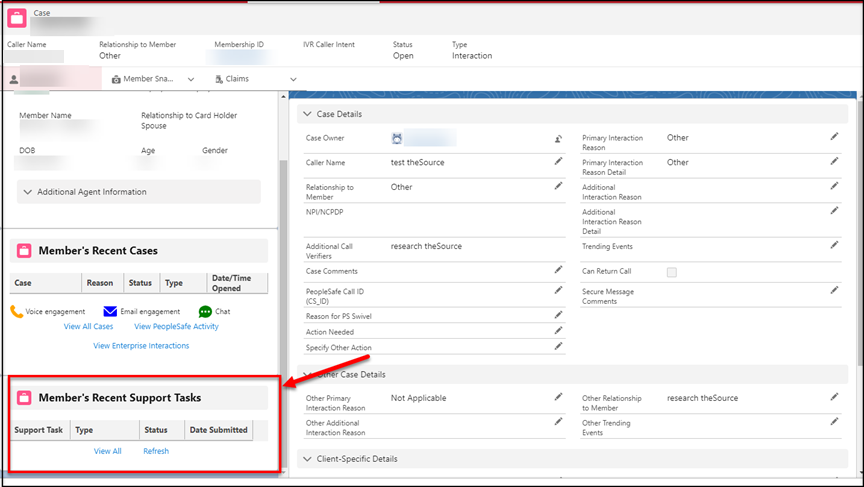 Case
Caller Name
Relationship to Member
Other
Membership ID
IVR Caller Intent
Status
Open
Type
Interaction
Member Sna...
Claims
Member Name
Relationship to Card Holder
Spouse
DOB
Age
Gender
Additional Agent Information
Member's Recent Cases
Case Reason Status Type Date/Time
Opened
Voice engagement Email engagement Chat
View All Cases View PeopleSafe Activity
View Enterprise Interactions
Member's Recent Support Tasks
Support Task Type Status Date Submitted
View All Refresh
Case Details
Case Owner
Caller Name test theSource
Relationship to
Member
Other
NPI/NCPDP
Additional Call
Verifiers
research theSource
Case Comments
PeopleSafe Call ID
(CS_ID)
Reason for PS Swivel
Action Needed
Specify Other Action
Primary Interaction
Reason
Other
Primary Interaction
Reason Detail
Other
Additional
Interaction Reason
Additional
Interaction Reason
Detail
Trending Events
Can Return Call
Secure Message
Comments
Other Case Details
Other Primary
Interaction Reason
Not Applicable
Other Additional
Interaction Reason
Other Relationship
to Member
research theSource
Other Trending
Events
Client-Specific Details